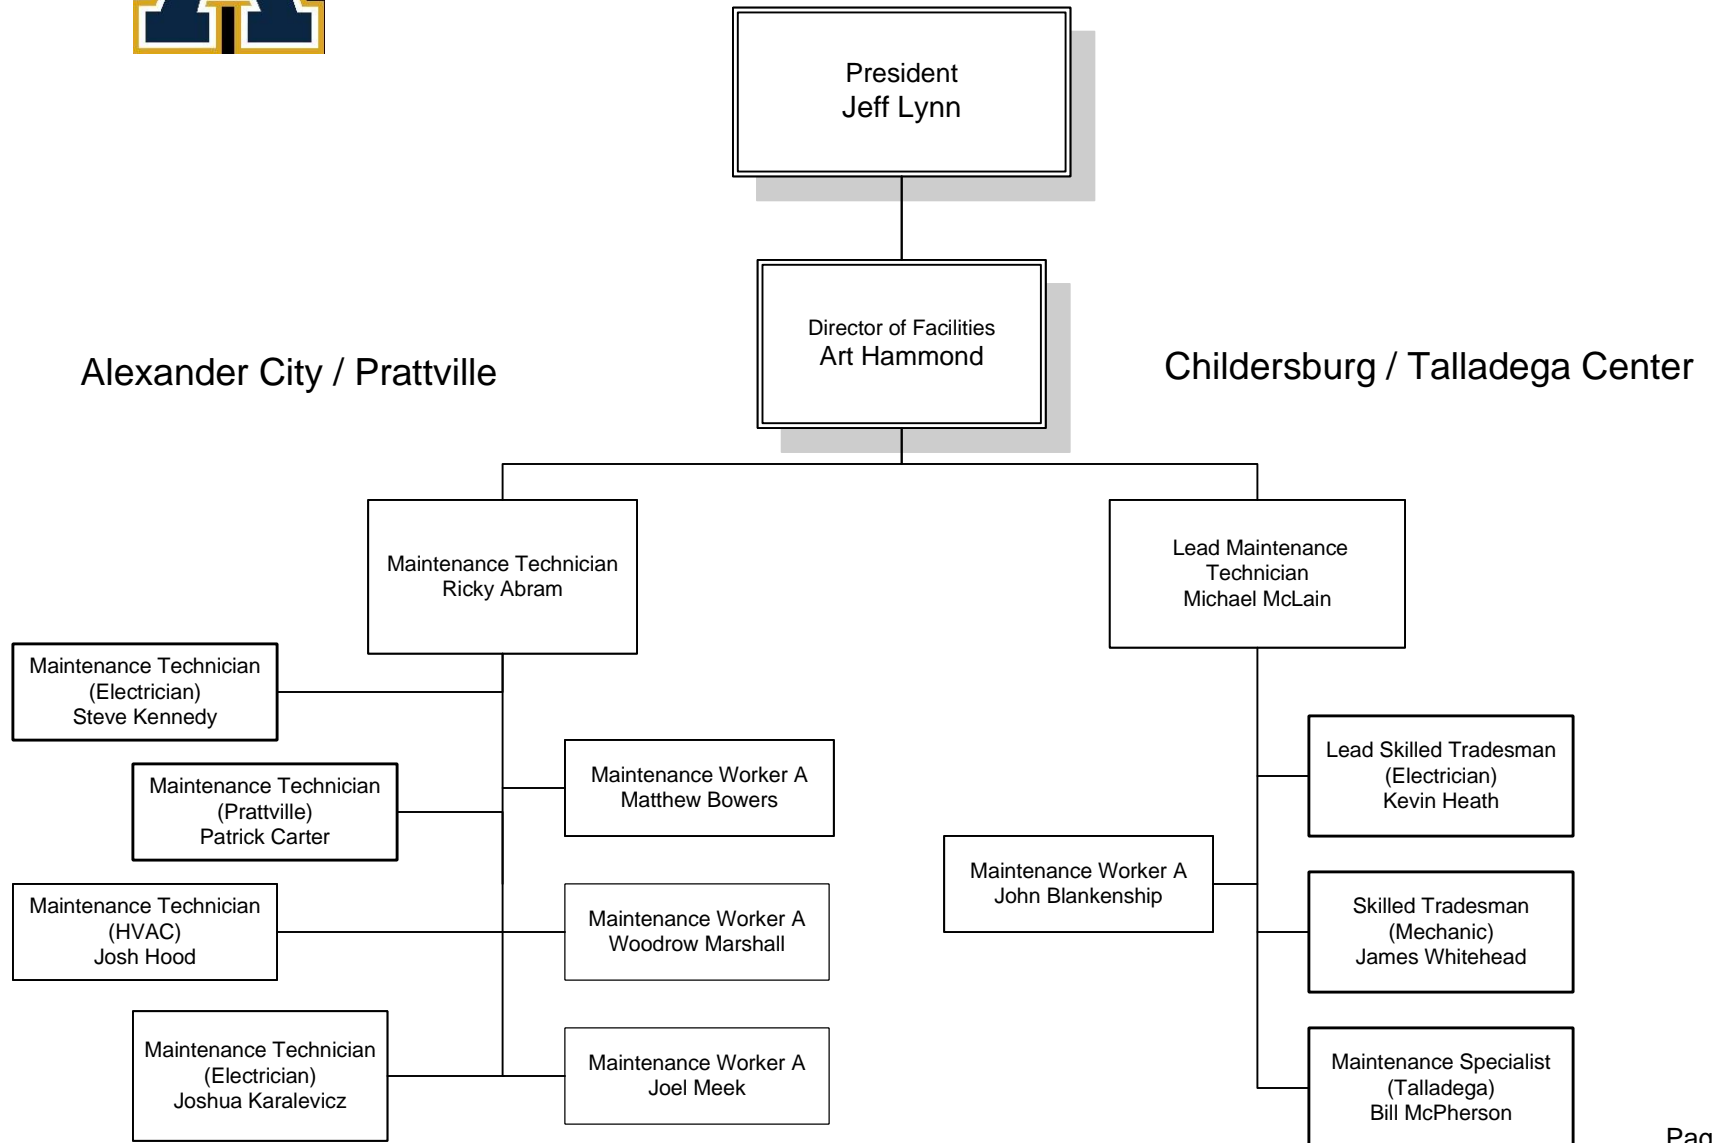 President
Jeff Lynn
Director of Facilities
Art Hammond
Alexander City / Prattville
Childersburg / Talladega Center
Maintenance Technician
Ricky Abram
Lead Maintenance
Technician
Michael McLain
Maintenance Technician
(Electrician)
Steve Kennedy
Maintenance Technician
(Prattville)
Patrick Carter
Maintenance Technician
(HVAC)
Josh Hood
Maintenance Technician
(Electrician)
Joshua Karalevicz
Maintenance Worker A
Matthew Bowers
Maintenance Worker A
Woodrow Marshall
Maintenance Worker A
Joel Meek
Maintenance Worker A
John Blankenship
Lead Skilled Tradesman
(Electrician)
Kevin Heath
Skilled Tradesman
(Mechanic)
James Whitehead
Maintenance Specialist
(Talladega)
Bill McPherson